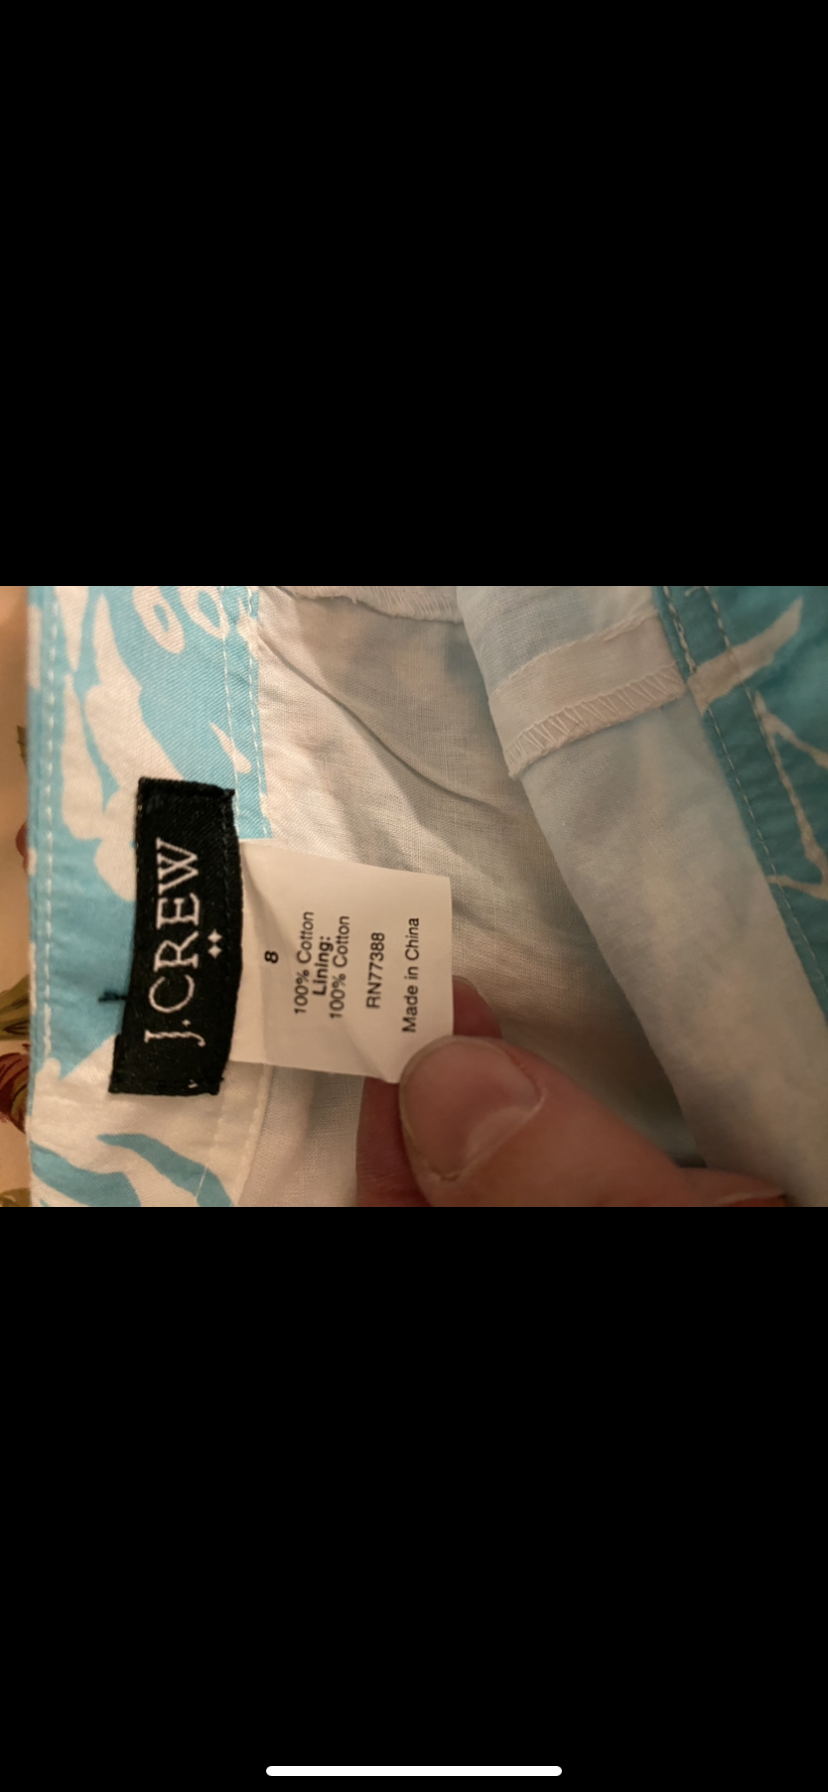 J.CREW
8
100% Cotton
Lining:
100% Cotton
RN77388
Made in China